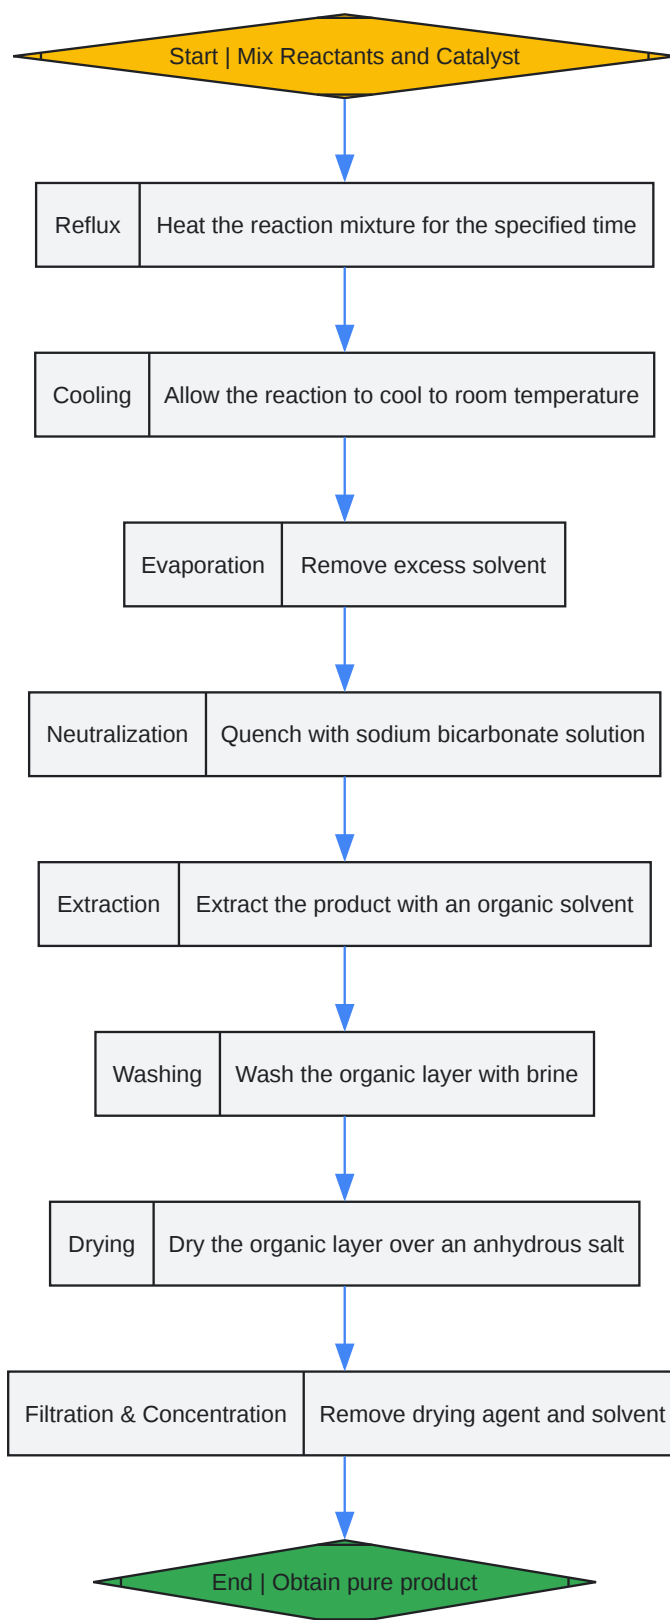 Start | Mix Reactants and Catalyst
Reflux
Heat the reaction mixture for the specified time
Cooling
Allow the reaction to cool to room temperature
Evaporation
Remove excess solvent
Neutralization
Quench with sodium bicarbonate solution
Extraction
Extract the product with an organic solvent
Washing
Wash the organic layer with brine
Drying
Dry the organic layer over an anhydrous salt
Filtration & Concentration
Remove drying agent and solvent
End | Obtain pure product